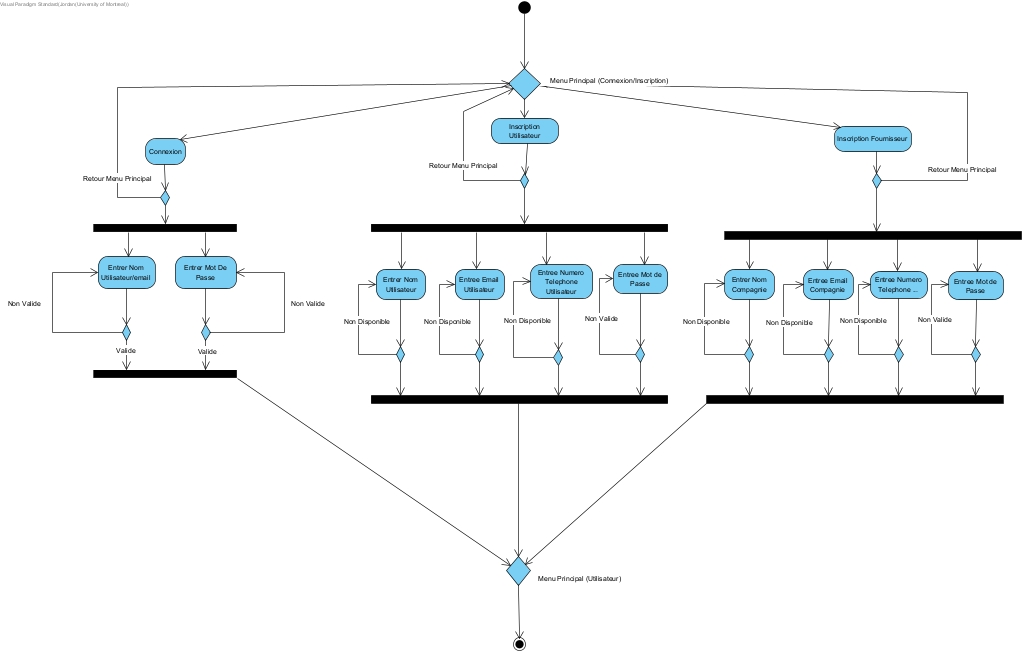 Visual Paradigm Standard(Jordan(University of Montreal))
Menu Principal (Connexion/Inscription)
Connexion
Inscription
Utilisateur
Inscription Fournisseur
Retour Menu Principal
Retour Menu Principal
Retour Menu Principal
Entrer Nom
Utilisateur/email
Entrer Mot De
Passe
Entrer Nom
Utilisateur
Entree Email
Utilisateur
Entree Numero
Telephone
Utilisateur
Entree Mot de
Passe
Entrer Nom
Compagnie
Entree Email
Compagnie
Entree Numero
Telephone ...
Entree Mot de
Passe
Non Valide
Non Valide
Non Disponible
Non Disponible
Non Disponible
Non Valide
Non Disponible
Non Disponible
Non Disponible
Non Valide
Valide
Valide
Menu Principal (Utilisateur)